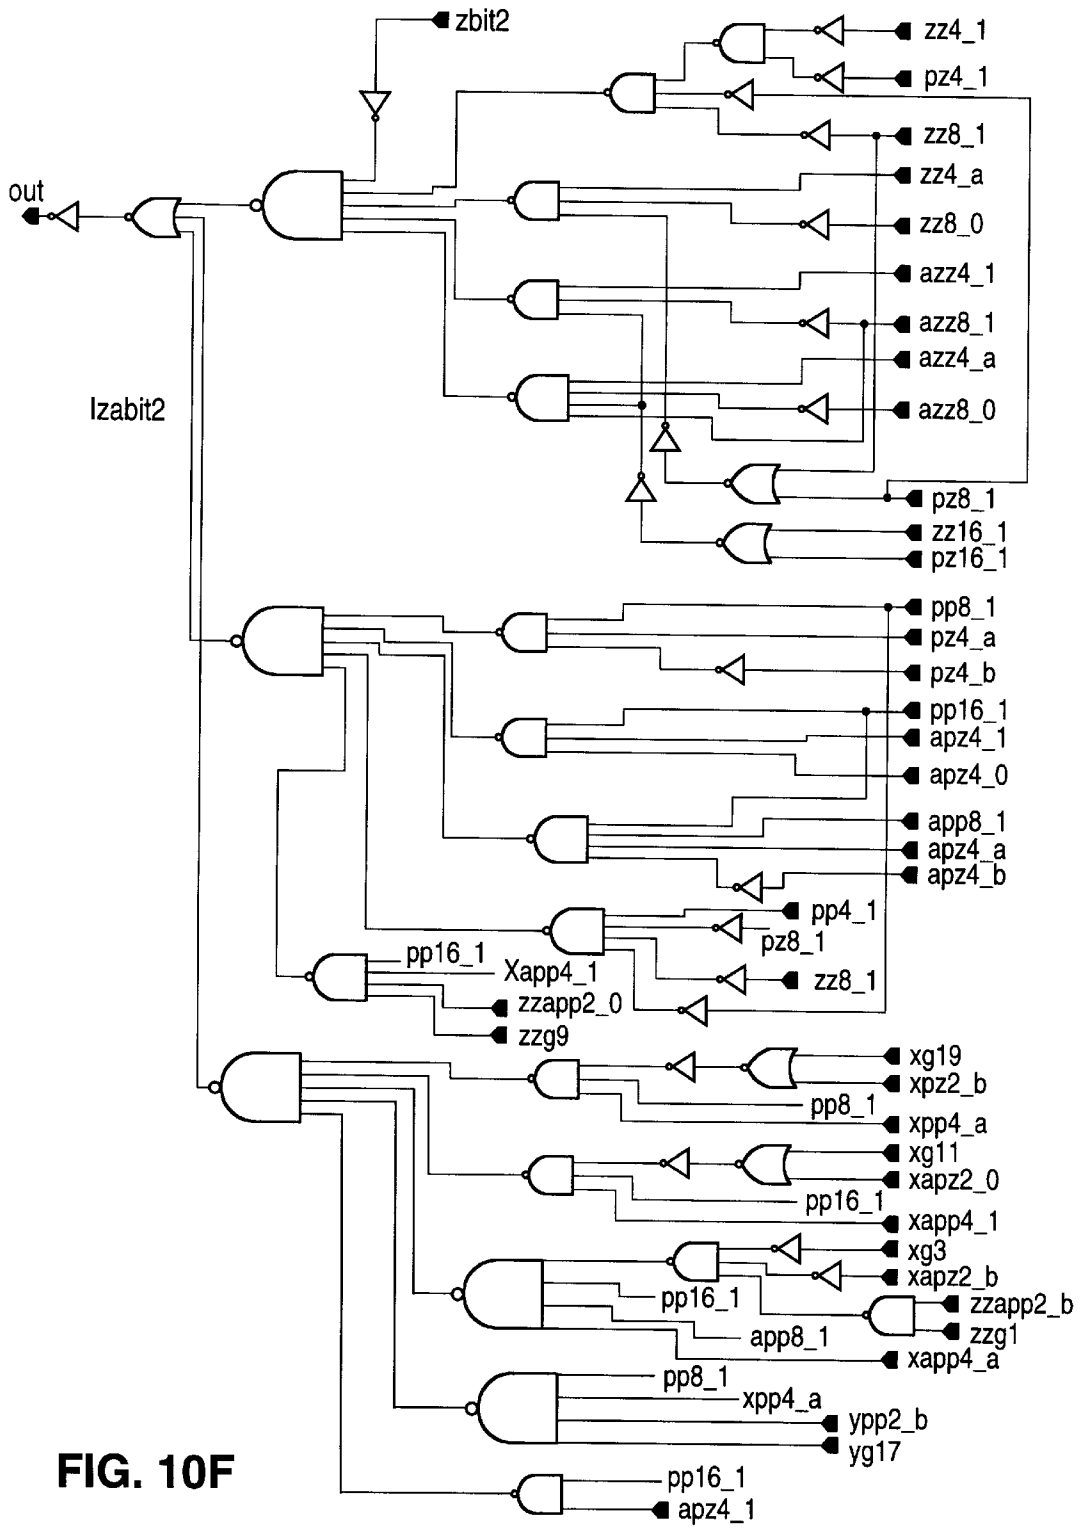 zbit2
zz4_1
pz4_1
zz8_1
out
zz4_a
zz8_0
azz4_1
azz8_1
azz4_a
Izabit2
azz8_0
pz8_1
zz16_1
pz16_1
pp8_1
pz4_a
pz4_b
pp16_1
apz4_1
apz4_0
app8_1
apz4_a
apz4_b
pp4_1
pz8_1
pp16_1
Xapp4_1
zz8_1
zzapp2_0
zzg9
xg19
xpz2_b
pp8_1
xpp4_a
xg11
xapz2_0
pp16_1
xapp4_1
xg3
xapz2_b
pp16_1
zzapp2_b
app8_1
zzg1
xapp4_a
pp8_1
xpp4_a
ypp2_b
yg17
FIG. 10F
pp16_1
apz4_1